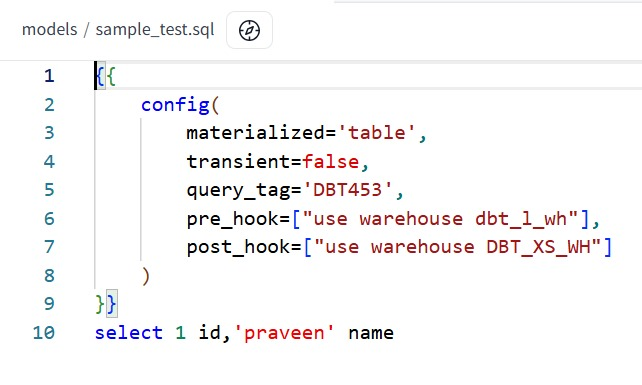 models / sample_test.sql
1 {{
2 config(
3 materialized='table',
4 transient=false,
5 query_tag='DBT453',
6 pre_hook=["use warehouse dbt_l_wh"],
7 post_hook=["use warehouse DBT_XS_WH"]
8 )
9 }}
10 select 1 id,'praveen' name